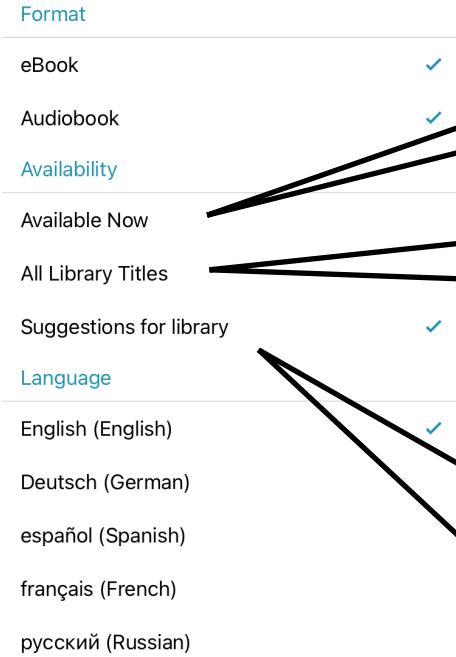 Format
eBook
Audiobook
Availability
Available Now
All Library Titles
Suggestions for library
Language
English (English)
Deutsch (German)
español (Spanish)
français (French)
русский (Russian)